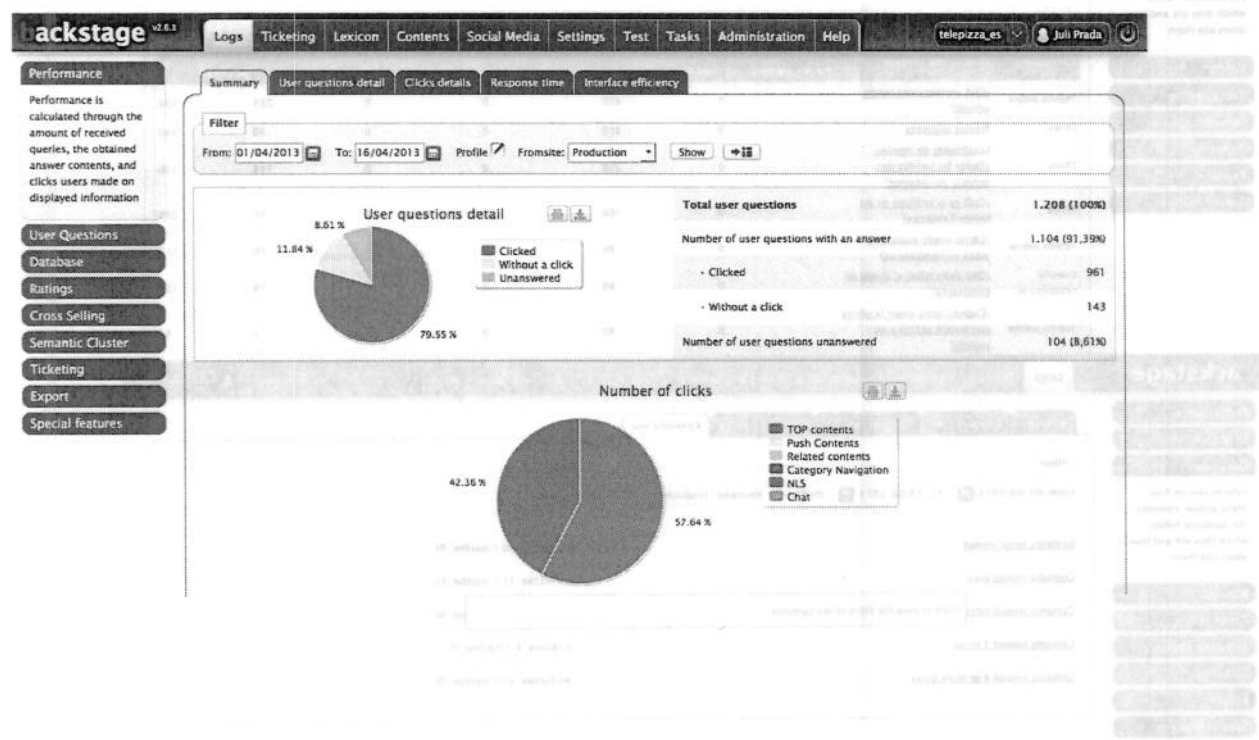 backstage v2.6.1
Logs Ticketing Lexicon Contents Social Media Settings Test Tasks Administration Help
telepizza_es Juli Prada
Performance
Performance is
calculated through the
amount of received
queries, the obtained
answer contents, and
clicks users made on
displayed information
User Questions
Database
Ratings
Cross Selling
Semantic Cluster
Ticketing
Export
Special features
Summary User questions detail Clicks details Response time Interface efficiency
Filter
From: 01/04/2013 To: 16/04/2013 Profile Fromsite: Production Show
User questions detail
8.61 %
11.84 %
79.55 %
Clicked
Without a click
Unanswered
Total user questions 1.208 (100%)
Number of user questions with an answer 1.104 (91,39%)
· Clicked 961
· Without a click 143
Number of user questions unanswered 104 (8,61%)
Number of clicks
42.36 %
57.64 %
TOP contents
Push Contents
Related contents
Category Navigation
NLS
Chat